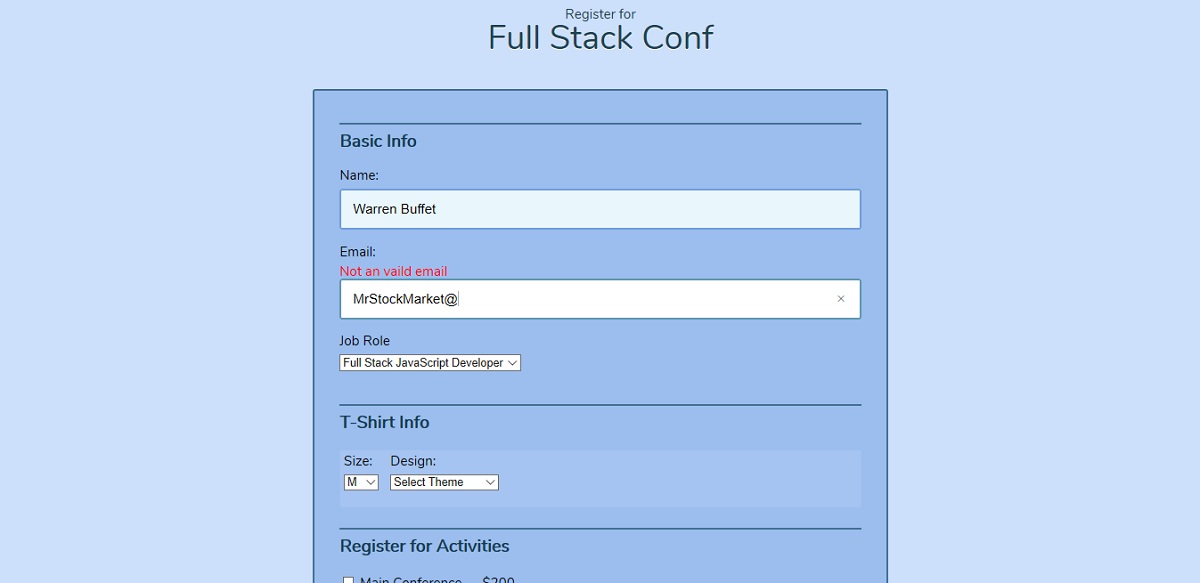 Register for
Full Stack Conf
Basic Info
Name:
Warren Buffet
Email:
Not an vaild email
MrStockMarket@
Job Role
Full Stack JavaScript Developer
T-Shirt Info
Size: Design:
M Select Theme
Register for Activities
Main Conference — $200